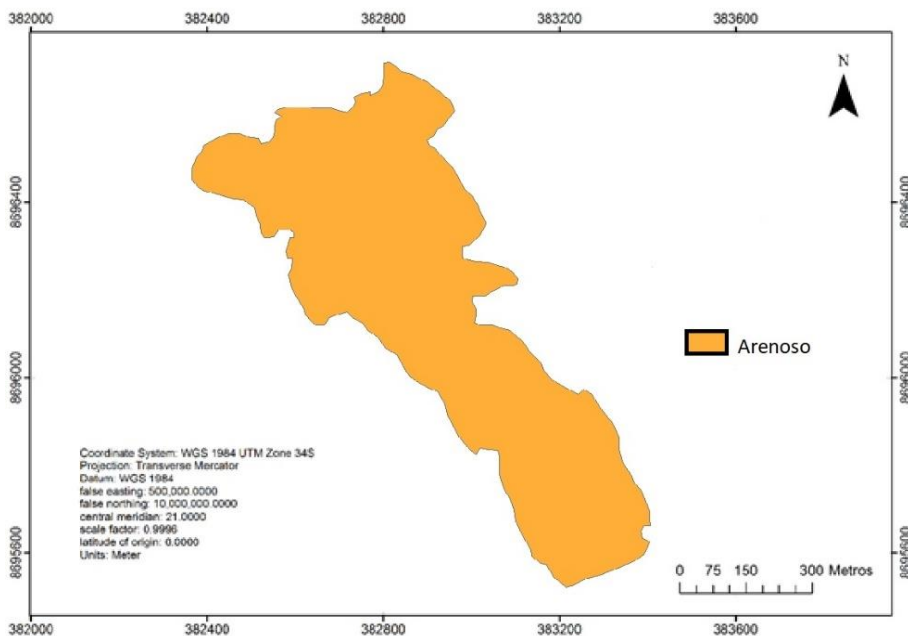 382000 382400 382800 383200 383600
N
8696400 8696400
Arenoso
8696000 8696000
Coordinate System: WGS 1984 UTM Zone 34S
Projection: Transverse Mercator
Datum: WGS 1984
false easting: 500,000.0000
false northing: 10,000,000.0000
central meridian: 21.0000
scale factor: 0.9996
latitude of origin: 0.0000
Units: Meter
8695600 8695600
0 75 150 300 Metros
382000 382400 382800 383200 383600